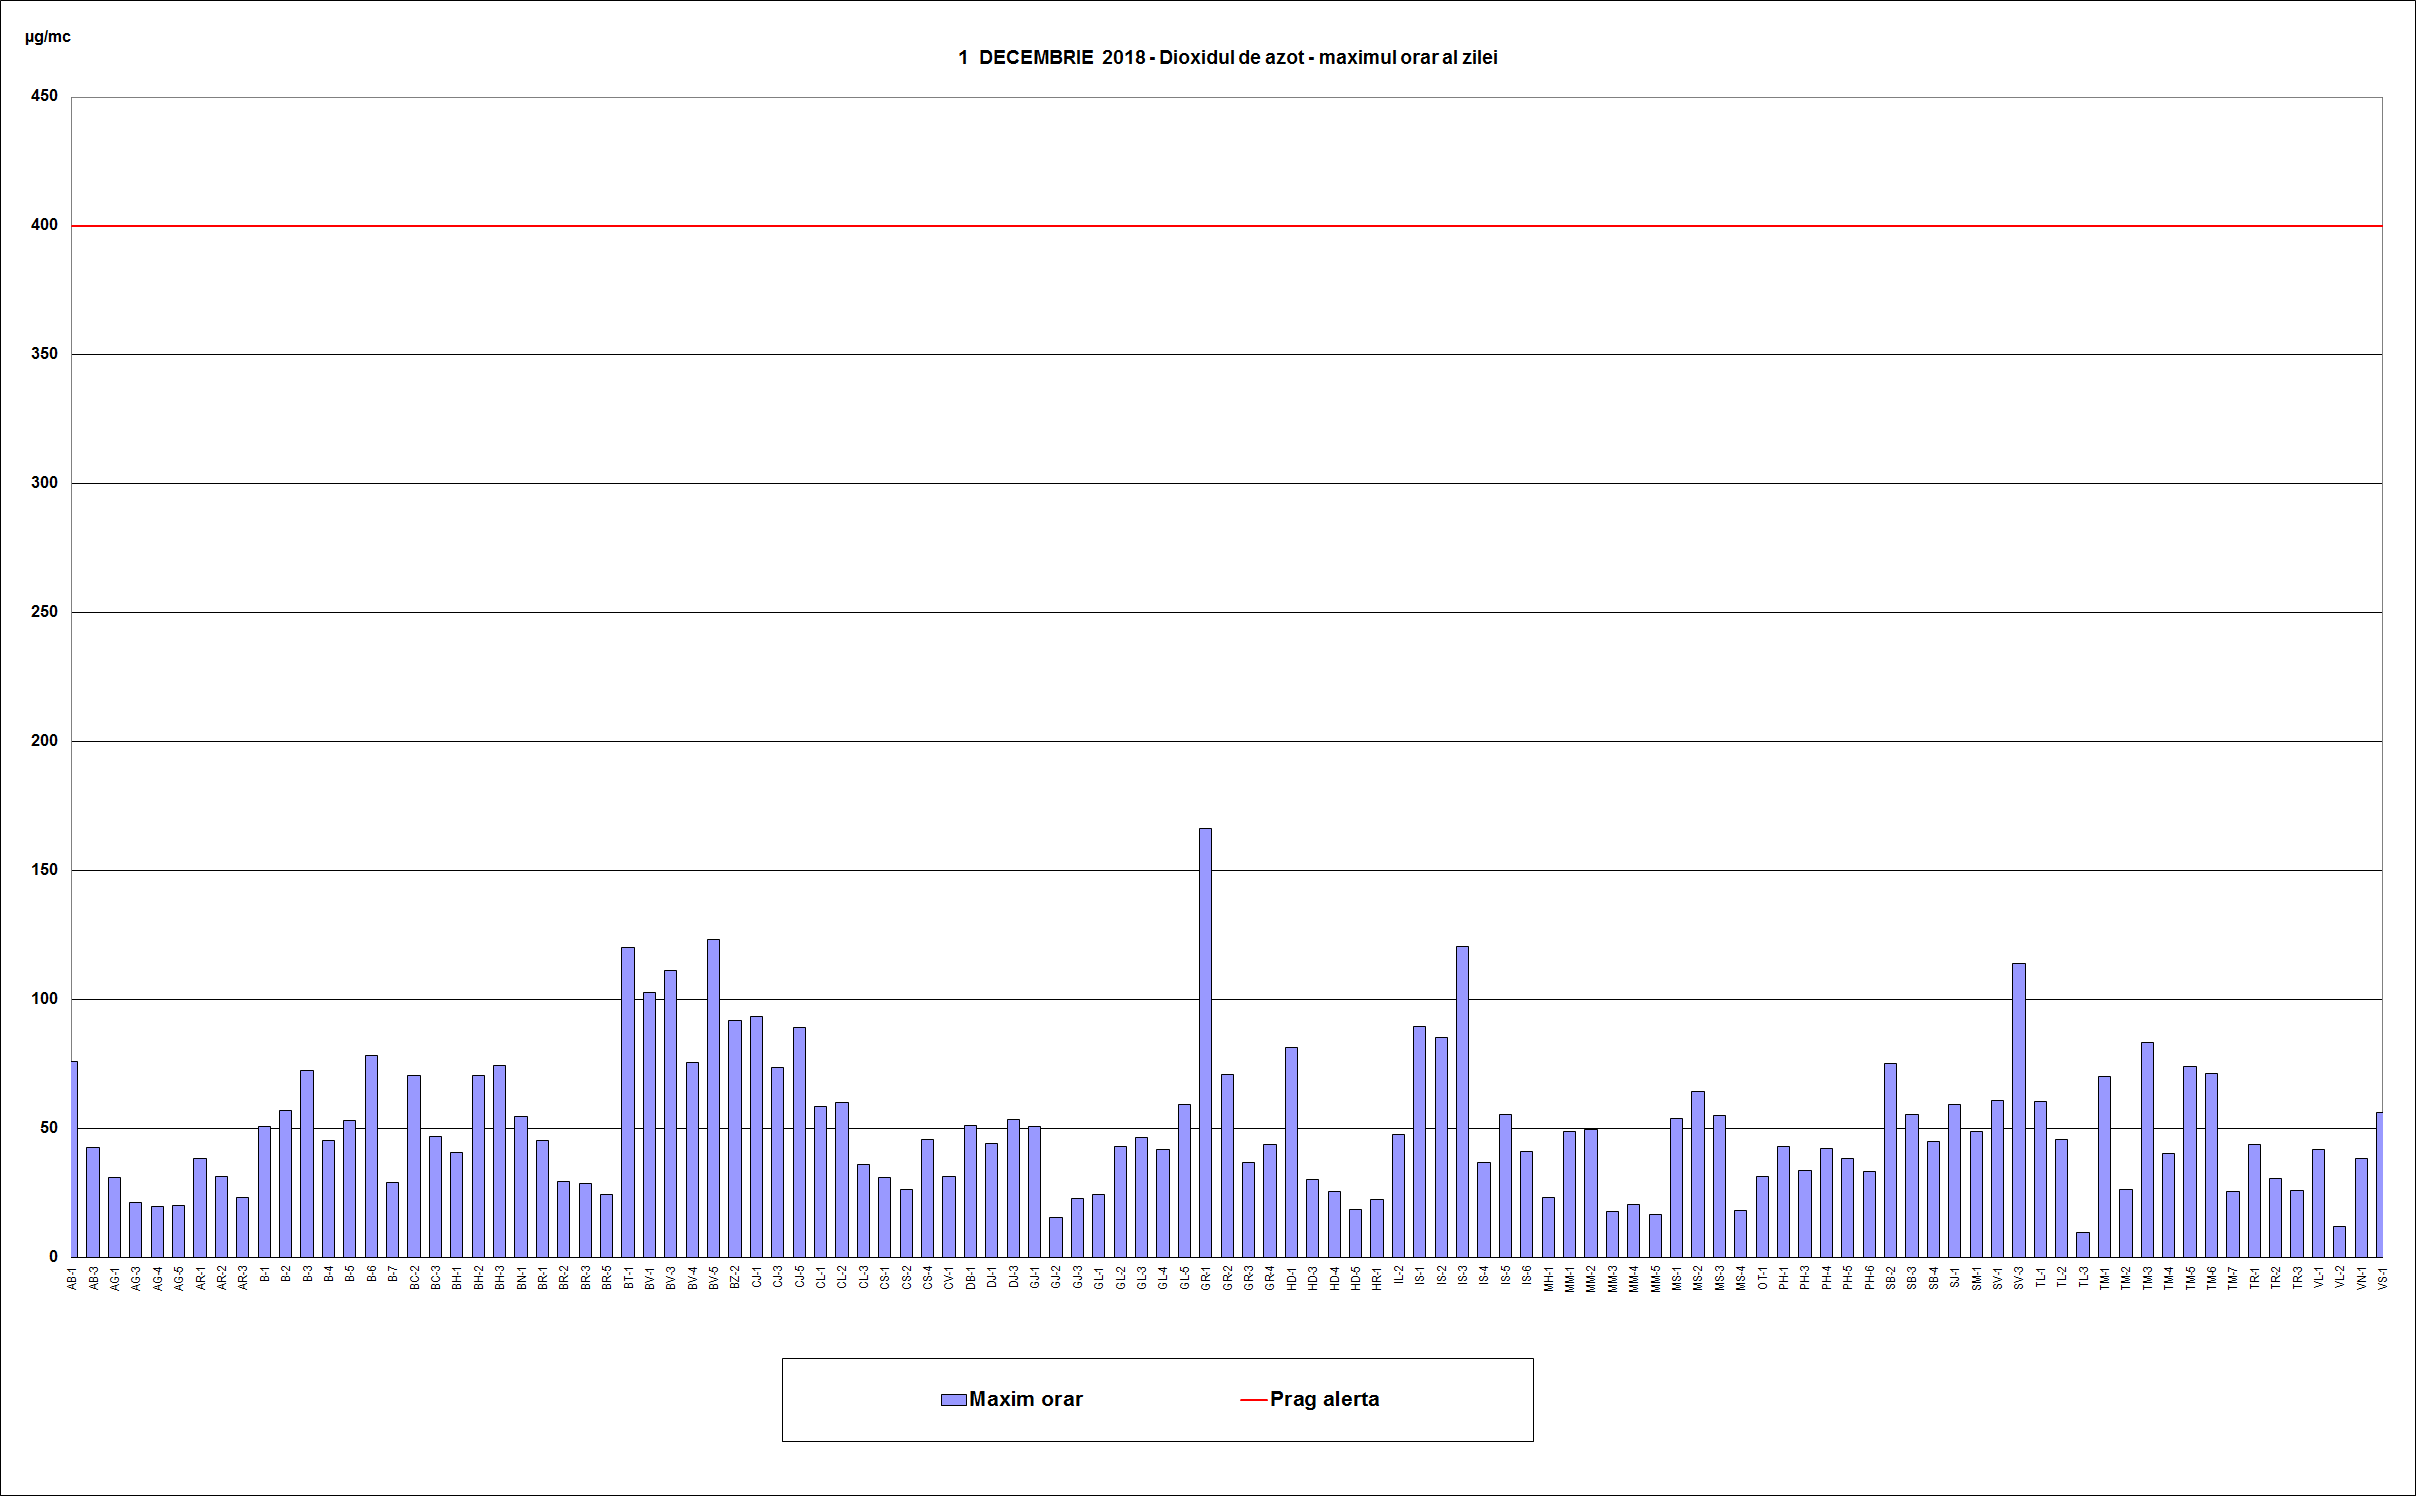 µg/mc
1 DECEMBRIE 2018 - Dioxidul de azot - maximul orar al zilei
450
400
350
300
250
200
150
100
50
0
AB-1 AB-3 AG-1 AG-3 AG-4 AG-5 AR-1 AR-2 AR-3 B-1 B-2 B-3 B-4 B-5 B-6 B-7 BC-2 BC-3 BH-1 BH-2 BH-3 BN-1 BR-1 BR-2 BR-3 BR-5 BT-1 BV-1 BV-3 BV-4 BV-5 BZ-2 CJ-1 CJ-3 CJ-5 CL-1 CL-2 CL-3 CS-1 CS-2 CS-4 CV-1 DB-1 DJ-1 DJ-3 GJ-1 GJ-2 GJ-3 GL-1 GL-2 GL-3 GL-4 GL-5 GR-1 GR-2 GR-3 GR-4 HD-1 HD-3 HD-4 HD-5 HR-1 IL-2 IS-1 IS-2 IS-3 IS-4 IS-5 IS-6 MH-1 MM-1 MM-2 MM-3 MM-4 MM-5 MS-1 MS-2 MS-3 MS-4 OT-1 PH-1 PH-3 PH-4 PH-5 PH-6 SB-2 SB-3 SB-4 SJ-1 SM-1 SV-1 SV-3 TL-1 TL-2 TL-3 TM-1 TM-2 TM-3 TM-4 TM-5 TM-6 TM-7 TR-1 TR-2 TR-3 VL-1 VL-2 VN-1 VS-1
Maxim orar Prag alerta